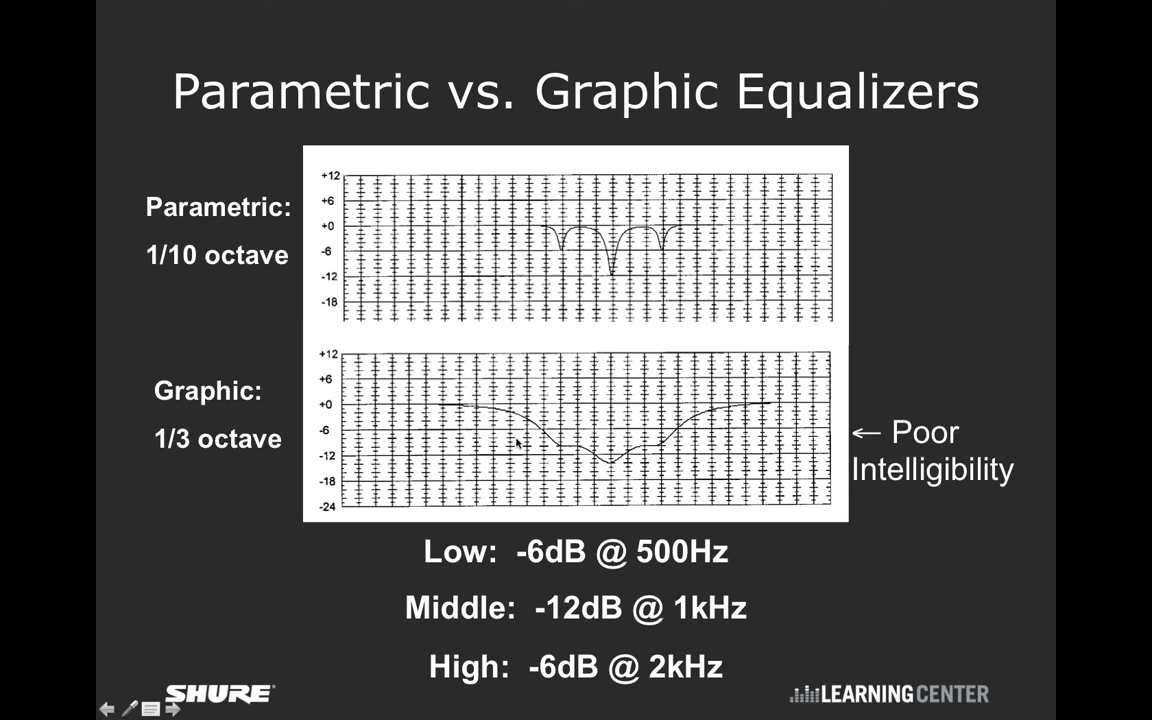 Parametric vs. Graphic Equalizers
Parametric:
1/10 octave
+12
+6
+0
-6
-12
-18
Graphic:
1/3 octave
+12
+6
+0
-6
-12
-18
-24
← Poor
Intelligibility
Low: -6dB @ 500Hz
Middle: -12dB @ 1kHz
High: -6dB @ 2kHz
SHURE
LEARNING CENTER